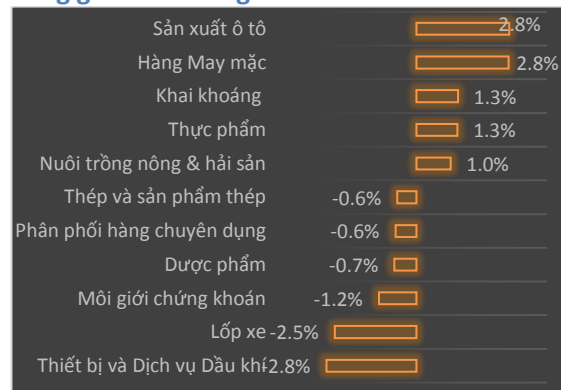 Sản xuất ô tô 2.8%
Hàng May mặc 2.8%
Khai khoáng 1.3%
Thực phẩm 1.3%
Nuôi trồng nông & hải sản 1.0%
Thép và sản phẩm thép -0.6%
Phân phối hàng chuyên dụng -0.6%
Dược phẩm -0.7%
Môi giới chứng khoán -1.2%
Lốp xe -2.5%
Thiết bị và Dịch vụ Dầu khí -2.8%